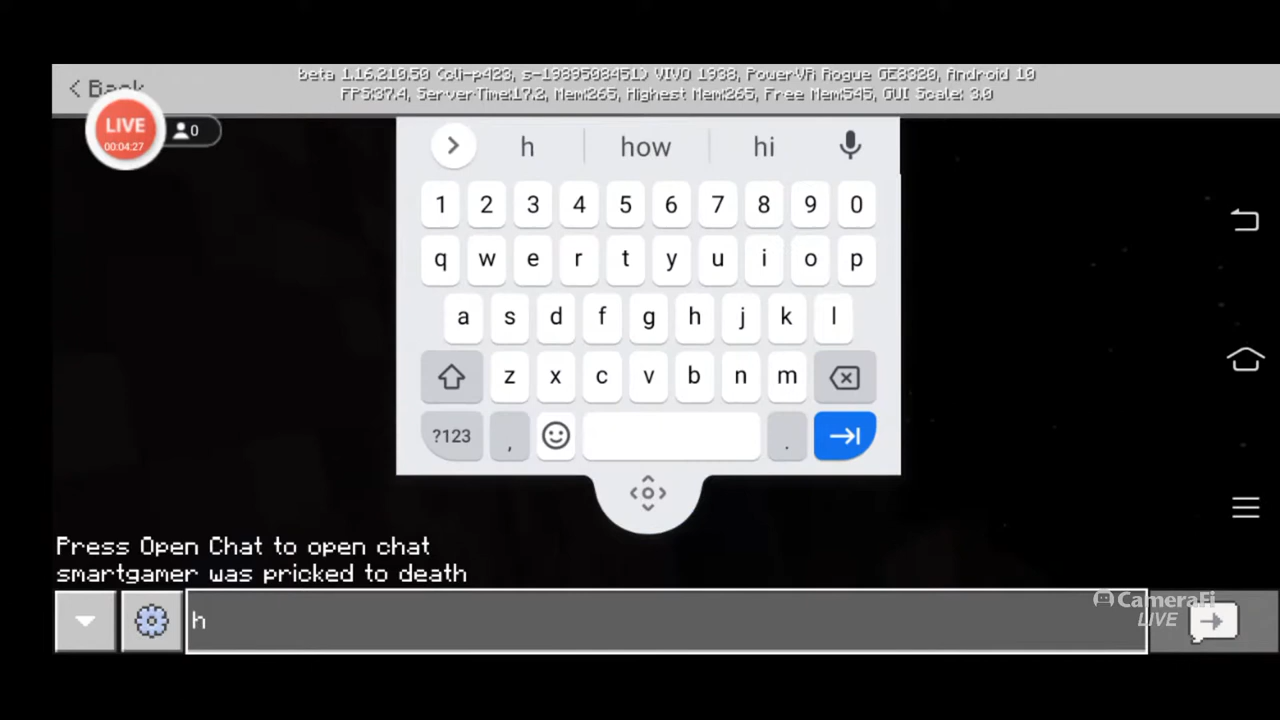 beta 1.16.210.59 (oli-p423, s-1989508451) VIVO 1938, PowerVR Rogue GE8320, Android 10
FPS:37.4, ServerTime:17.2, Mem:265, Highest Mem:265, Free Mem:545, GUI Scale: 3.0
< Back
LIVE
00:04:27
0
h how hi
1 2 3 4 5 6 7 8 9 0
q w e r t y u i o p
a s d f g h j k l
z x c v b n m
?123 , .
Press Open Chat to open chat
smartgamer was pricked to death
h
CameraFi
LIVE